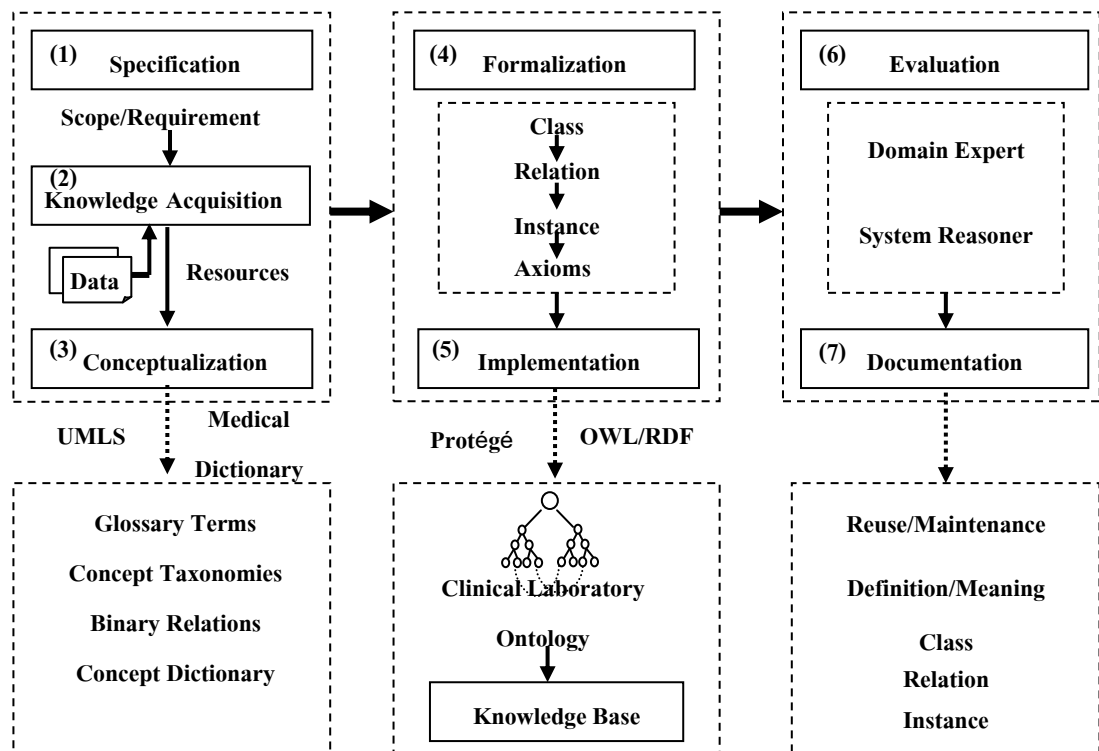 (1)
Specification
Scope/Requirement
(2)
Knowledge Acquisition
Data
Resources
(3)
Conceptualization
UMLS
Medical
Dictionary
Glossary Terms
Concept Taxonomies
Binary Relations
Concept Dictionary
(4)
Formalization
Class
Relation
Instance
Axioms
(5)
Implementation
Protégé
OWL/RDF
Clinical Laboratory
Ontology
Knowledge Base
(6)
Evaluation
Domain Expert
System Reasoner
(7)
Documentation
Reuse/Maintenance
Definition/Meaning
Class
Relation
Instance